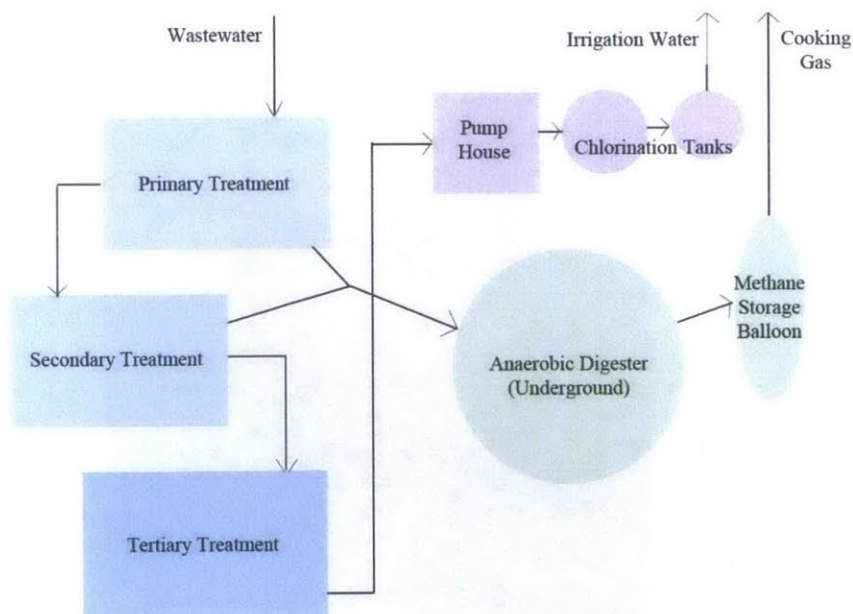 Wastewater
Irrigation Water
Cooking
Gas
Pump
House
Chlorination Tanks
Primary Treatment
Methane
Storage
Balloon
Secondary Treatment
Anaerobic Digester
(Underground)
Tertiary Treatment